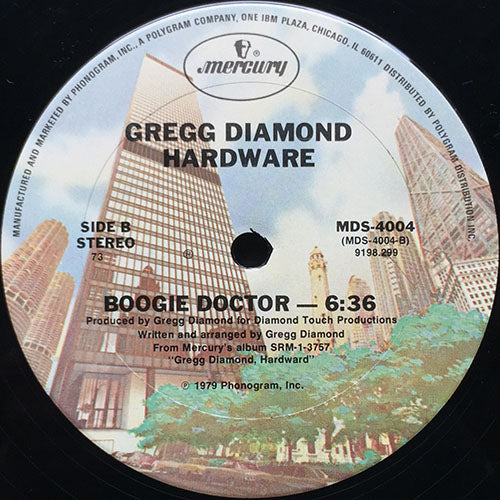 MANUFACTURED AND MARKETED BY PHONOGRAM, INC., A POLYGRAM COMPANY, ONE IBM PLAZA, CHICAGO, IL 60611 DISTRIBUTED BY POLYGRAM DISTRIBUTION INC.
mercury ®
GREGG DIAMOND
HARDWARE
SIDE B
STEREO
73
℗
MDS-4004
(MDS-4004-B)
9198.299
BOOGIE DOCTOR — 6:36
Produced by Gregg Diamond for Diamond Touch Productions
Written and arranged by Gregg Diamond
From Mercury's album SRM-1-3757
"Gregg Diamond, Hardward"
℗ 1979 Phonogram, Inc.